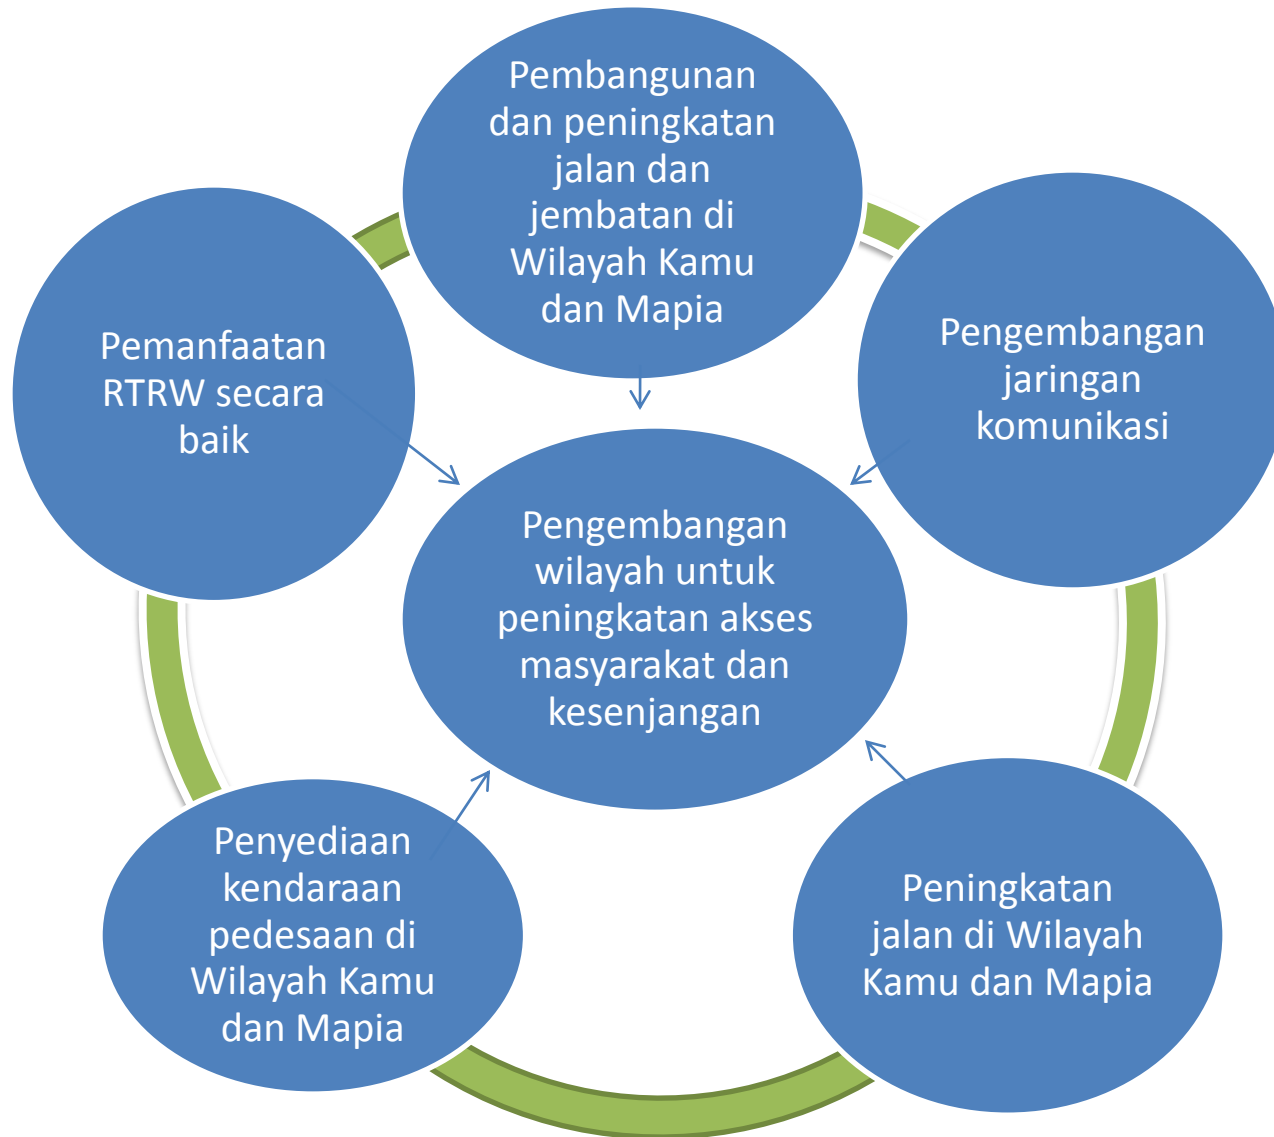 Pembangunan
dan peningkatan
jalan dan
jembatan di
Wilayah Kamu
dan Mapia
Pengembangan
jaringan
komunikasi
Pemanfaatan
RTRW secara
baik
Pengembangan
wilayah untuk
peningkatan akses
masyarakat dan
kesenjangan
Penyediaan
kendaraan
pedesaan di
Wilayah Kamu
dan Mapia
Peningkatan
jalan di Wilayah
Kamu dan Mapia